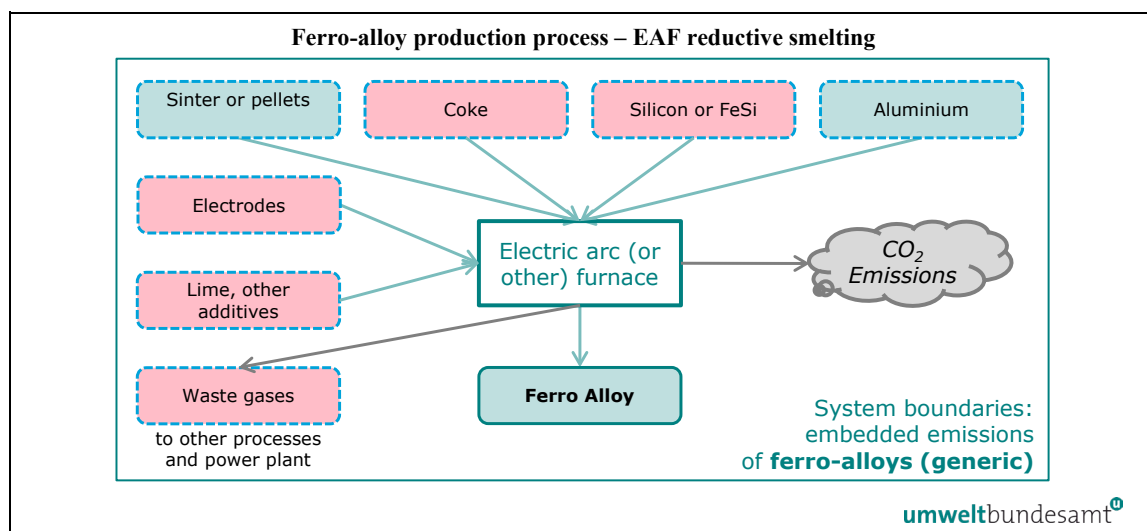 Ferro-alloy production process – EAF reductive smelting
Sinter or pellets
Coke
Silicon or FeSi
Aluminium
Electrodes
Electric arc (or
other) furnace
CO₂
Emissions
Lime, other
additives
Waste gases
Ferro Alloy
to other processes
and power plant
System boundaries:
embedded emissions
of ferro-alloys (generic)
umweltbundesamtᵘ